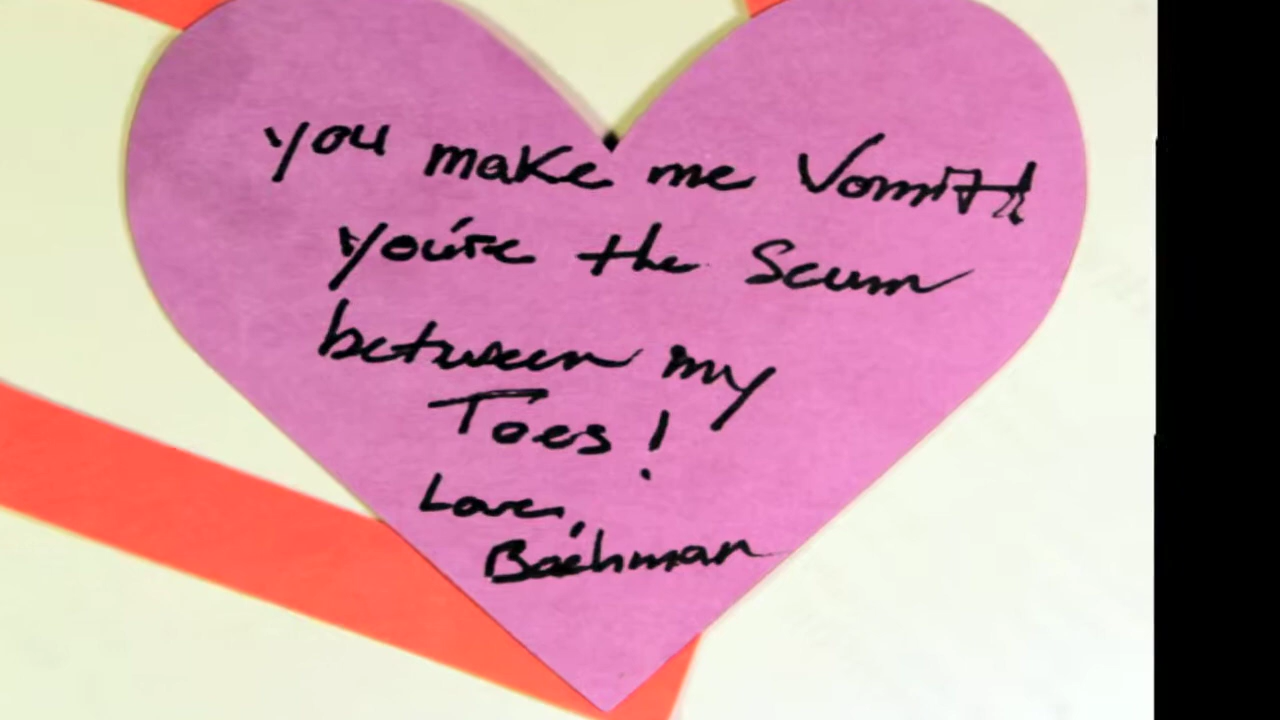 you make me Vomit!
you're the Scum
between my
Toes!
Love,
Bachman